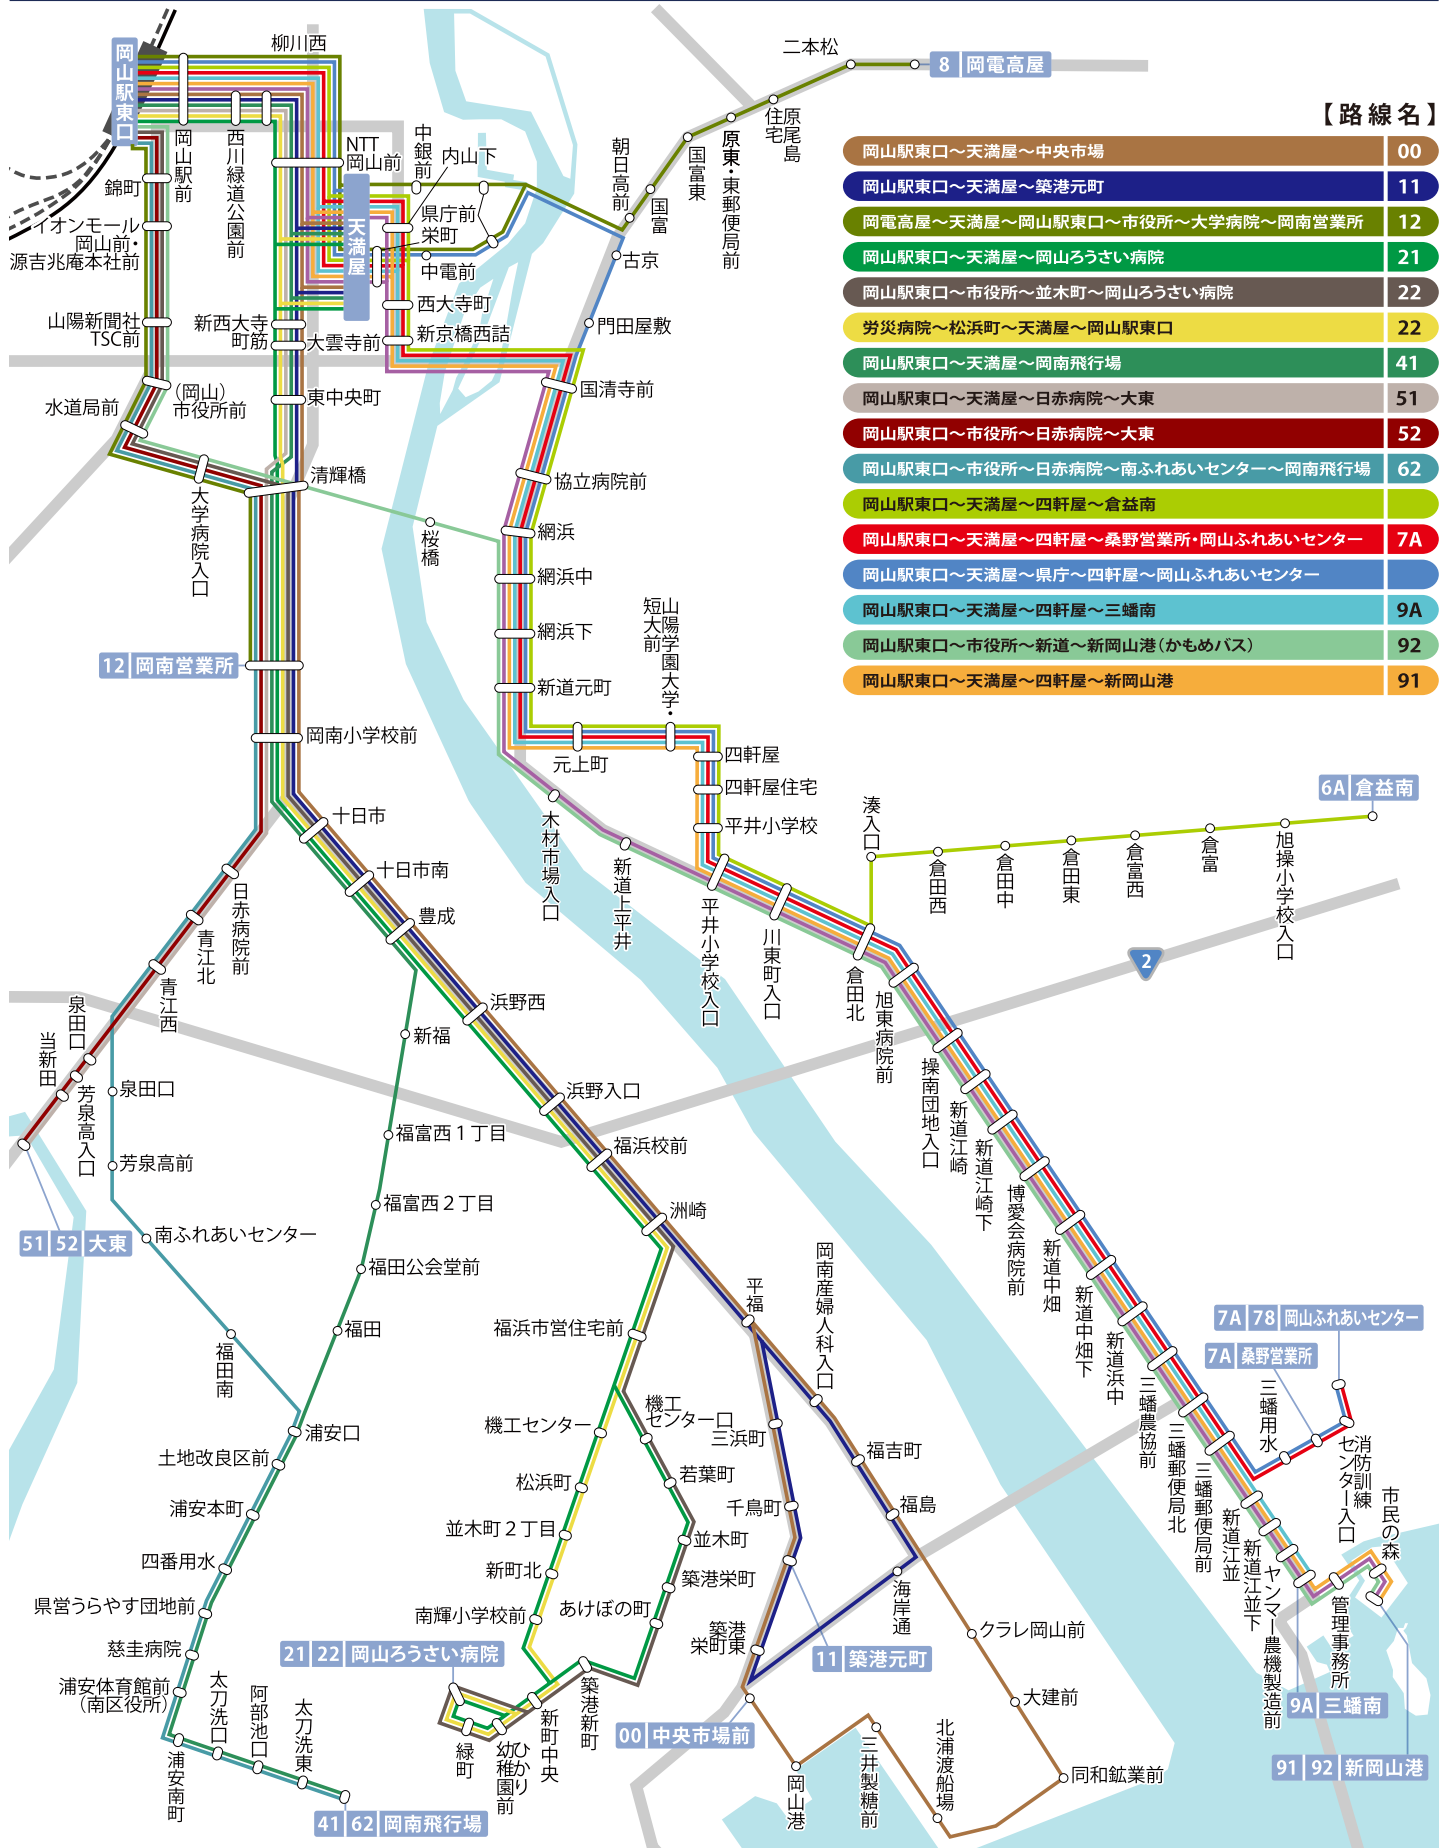 【路線名】
岡山駅東口～天満屋～中央市場 00
岡山駅東口～天満屋～築港元町 11
岡電高屋～天満屋～岡山駅東口～市役所～大学病院～岡南営業所 12
岡山駅東口～天満屋～岡山ろうさい病院 21
岡山駅東口～市役所～並木町～岡山ろうさい病院 22
労災病院～松浜町～天満屋～岡山駅東口 22
岡山駅東口～天満屋～岡南飛行場 41
岡山駅東口～天満屋～日赤病院～大東 51
岡山駅東口～市役所～日赤病院～大東 52
岡山駅東口～市役所～日赤病院～南ふれあいセンター～岡南飛行場 62
岡山駅東口～天満屋～四軒屋～倉益南
岡山駅東口～天満屋～四軒屋～桑野営業所・岡山ふれあいセンター 7A
岡山駅東口～天満屋～県庁～四軒屋～岡山ふれあいセンター
岡山駅東口～天満屋～四軒屋～三蟠南 9A
岡山駅東口～市役所～新道～新岡山港（かもめバス） 92
岡山駅東口～天満屋～四軒屋～新岡山港 91
岡山駅東口
柳川西
岡山駅前
西川緑道公園前
NTT
岡山前
天満屋
中銀前
内山下
県庁前
栄町
中電前
西大寺町
新京橋西詰
錦町
イオンモール
岡山前・
源吉兆庵本社前
山陽新聞社
TSC前
水道局前
（岡山）
市役所前
新西大寺
町筋
大雲寺前
東中央町
清輝橋
大学病院入口
桜橋
二本松
8 岡電高屋
原尾島
住宅
原東・東郵便局前
国富東
国富
朝日高前
古京
門田屋敷
国清寺前
協立病院前
網浜
網浜中
網浜下
新道元町
元上町
山陽学園大学・
短大前
四軒屋
四軒屋住宅
平井小学校
木材市場入口
新道上平井
平井小学校入口
川東町入口
湊入口
倉田西
倉田中
倉田東
倉富西
倉富
旭操小学校入口
6A 倉益南
2
倉田北
旭東病院前
操南団地入口
新道江崎
新道江崎下
博愛会病院前
新道中畑
新道中畑下
新道浜中
三蟠農協前
三蟠郵便局北
三蟠郵便局前
新道江並
新道江並下
ヤンマー農機製造前
三蟠用水
7A 78 岡山ふれあいセンター
7A 桑野営業所
消防訓練
センター入口
市民の森
管理事務所
9A 三蟠南
91 92 新岡山港
12 岡南営業所
岡南小学校前
十日市
十日市南
豊成
浜野西
浜野入口
福浜校前
洲崎
日赤病院前
青江北
青江西
泉田口
当新田
芳泉高入口
51 52 大東
泉田口
芳泉高前
南ふれあいセンター
福田南
新福
福富西１丁目
福富西２丁目
福田公会堂前
福田
浦安口
土地改良区前
浦安本町
四番用水
県営うらやす団地前
慈圭病院
浦安体育館前
（南区役所）
浦安南町
太刀洗口
阿部池口
太刀洗東
41 62 岡南飛行場
福浜市営住宅前
機工センター
松浜町
並木町２丁目
新町北
南輝小学校前
機工
センター口
若葉町
並木町
築港栄町
あけぼの町
築港新町
新町中央
ひかり
幼稚園前
緑町
21 22 岡山ろうさい病院
平福
岡南産婦人科入口
三浜町
千鳥町
築港
栄町東
11 築港元町
福吉町
福島
海岸通
クラレ岡山前
大建前
同和鉱業前
北浦渡船場
三井製糖前
岡山港
00 中央市場前